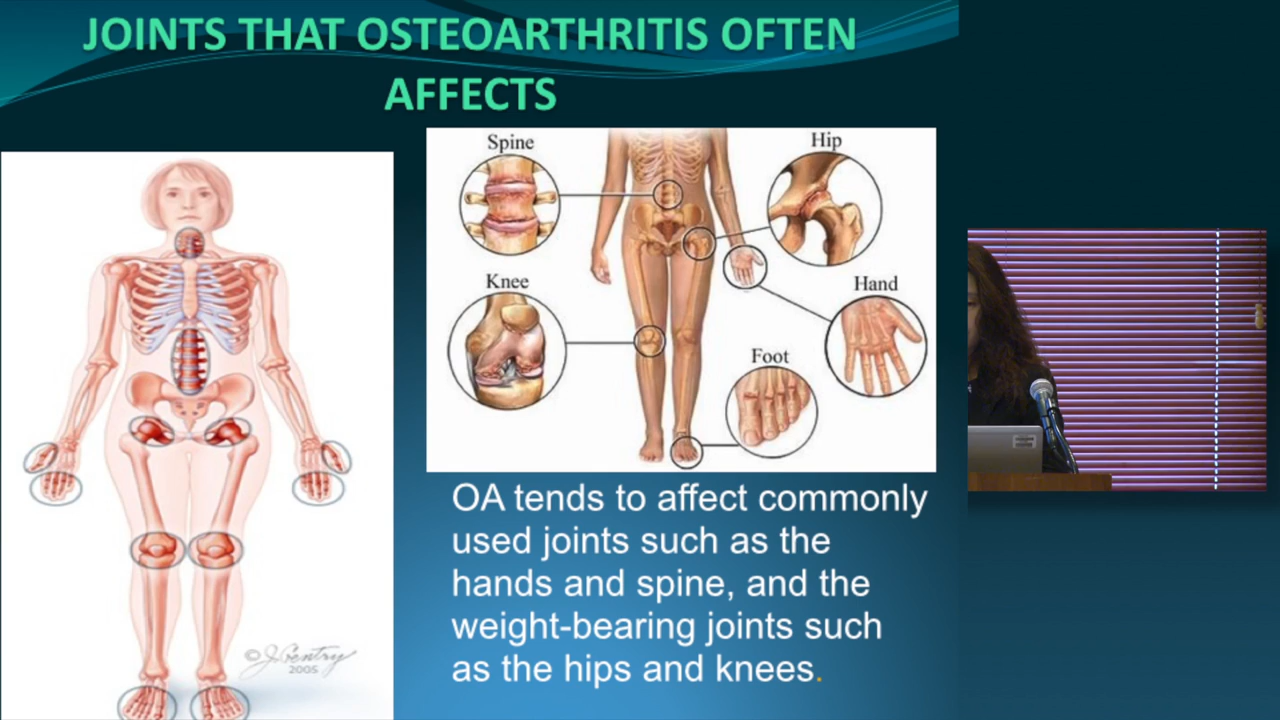 JOINTS THAT OSTEOARTHRITIS OFTEN
AFFECTS
Spine
Hip
Knee
Hand
Foot
OA tends to affect commonly
used joints such as the
hands and spine, and the
weight-bearing joints such
as the hips and knees.
©J.Gentry
2005